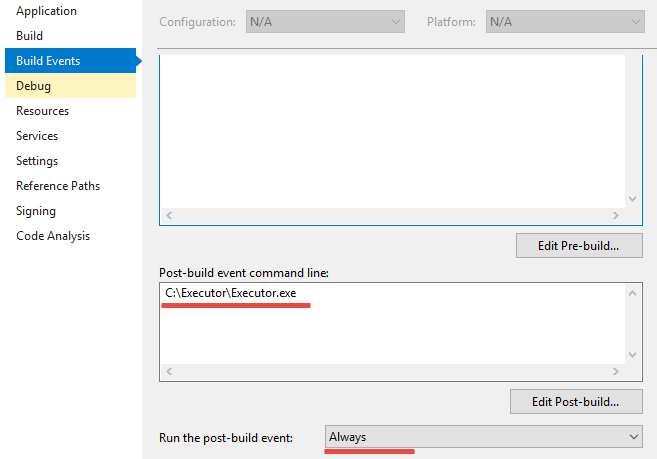 Application
Build
Build Events
Debug
Resources
Services
Settings
Reference Paths
Signing
Code Analysis
Configuration: N/A Platform: N/A
Edit Pre-build...
Post-build event command line:
C:\Executor\Executor.exe
Edit Post-build...
Run the post-build event: Always